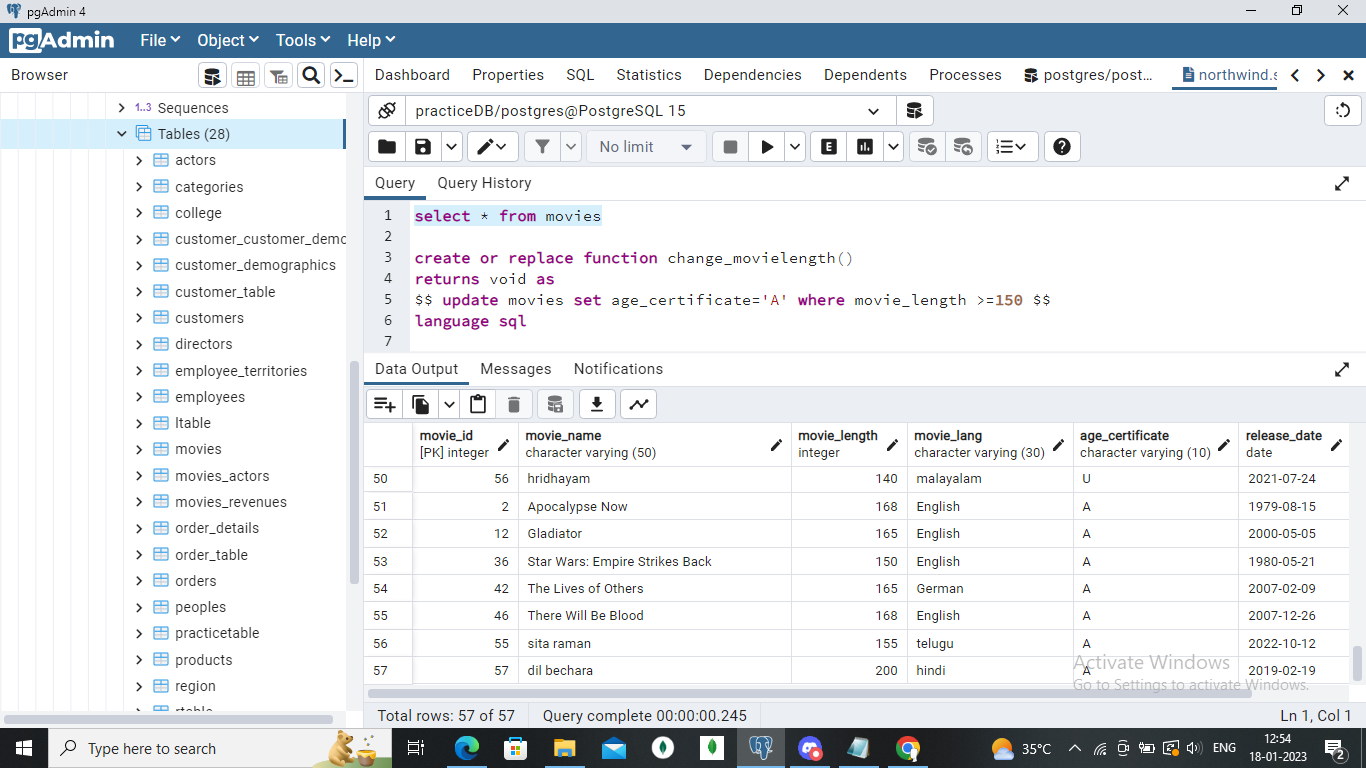 pgAdmin 4
pgAdmin File Object Tools Help
Browser
Dashboard Properties SQL Statistics Dependencies Dependents Processes postgres/post... northwind.s
1..3 Sequences
Tables (28)
actors
categories
college
customer_customer_demo
customer_demographics
customer_table
customers
directors
employee_territories
employees
ltable
movies
movies_actors
movies_revenues
order_details
order_table
orders
peoples
practicetable
products
region
rtable
practiceDB/postgres@PostgreSQL 15
No limit E
Query Query History
1 select * from movies
2
3 create or replace function change_movielength()
4 returns void as
5 $$ update movies set age_certificate='A' where movie_length >=150 $$
6 language sql
7
Data Output Messages Notifications
movie_id movie_name movie_length movie_lang age_certificate release_date
[PK] integer character varying (50) integer character varying (30) character varying (10) date
50 56 hridhayam 140 malayalam U 2021-07-24
51 2 Apocalypse Now 168 English A 1979-08-15
52 12 Gladiator 165 English A 2000-05-05
53 36 Star Wars: Empire Strikes Back 150 English A 1980-05-21
54 42 The Lives of Others 165 German A 2007-02-09
55 46 There Will Be Blood 168 English A 2007-12-26
56 55 sita raman 155 telugu A 2022-10-12
57 57 dil bechara 200 hindi A 2019-02-19
Activate Windows
Go to Settings to activate Windows.
Total rows: 57 of 57 Query complete 00:00:00.245 Ln 1, Col 1
Type here to search 35°C ENG 12:54
18-01-2023 2